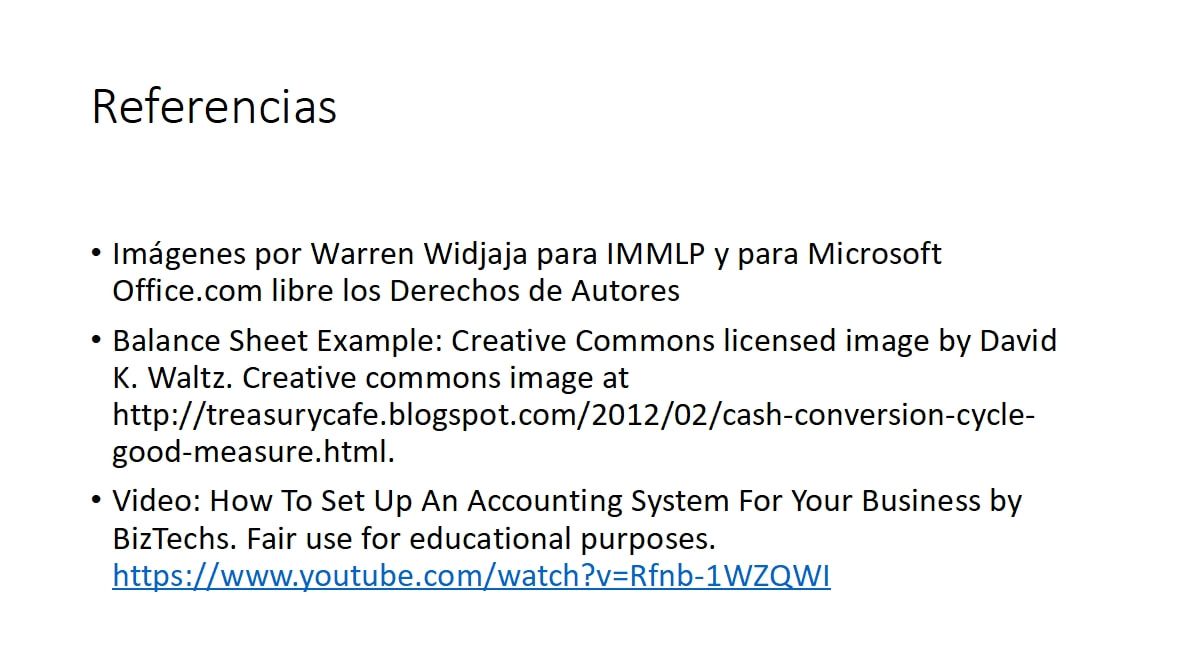 Referencias
• Imágenes por Warren Widjaja para IMMLP y para Microsoft
Office.com libre los Derechos de Autores
• Balance Sheet Example: Creative Commons licensed image by David
K. Waltz. Creative commons image at
http://treasurycafe.blogspot.com/2012/02/cash-conversion-cycle-
good-measure.html.
• Video: How To Set Up An Accounting System For Your Business by
BizTechs. Fair use for educational purposes.
https://www.youtube.com/watch?v=Rfnb-1WZQWI